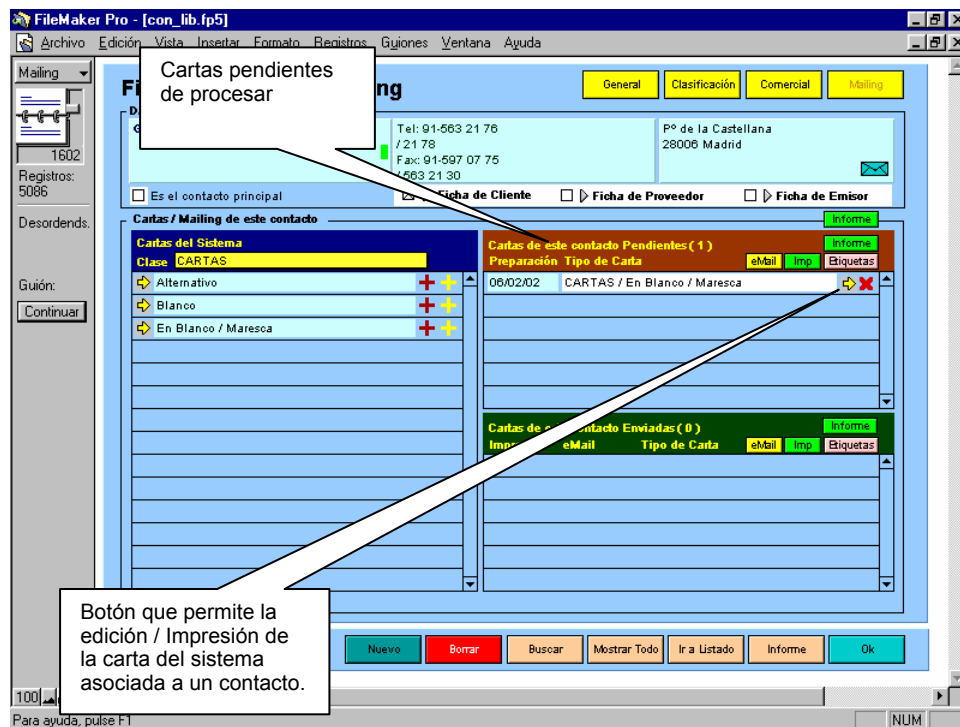 FileMaker Pro - [con_lib.fp5]
Archivo Edición Vista Insertar Formato Registros Guiones Ventana Ayuda
Mailing
1602
Registros:
5086
Desordends.
Guión:
Continuar
Cartas pendientes
de procesar
General Clasificación Comercial Mailing
Tel: 91-563 21 76
/ 21 78
Fax: 91-597 07 75
/ 563 21 30
Pº de la Castellana
28006 Madrid
Es el contacto principal Ficha de Cliente Ficha de Proveedor Ficha de Emisor
Cartas / Mailing de este contacto Informe
Cartas del Sistema
Clase CARTAS
Alternativo
Blanco
En Blanco / Maresca
Cartas de este contacto Pendientes ( 1 ) Informe
Preparación Tipo de Carta eMail Imp Etiquetas
06/02/02 CARTAS / En Blanco / Maresca
Cartas de Enviadas ( 0 ) Informe
eMail Tipo de Carta eMail Imp Etiquetas
Botón que permite la
edición / Impresión de
la carta del sistema
asociada a un contacto.
Nuevo Borrar Buscar Mostrar Todo Ir a Listado Informe Ok
100
Para ayuda, pulse F1 NUM